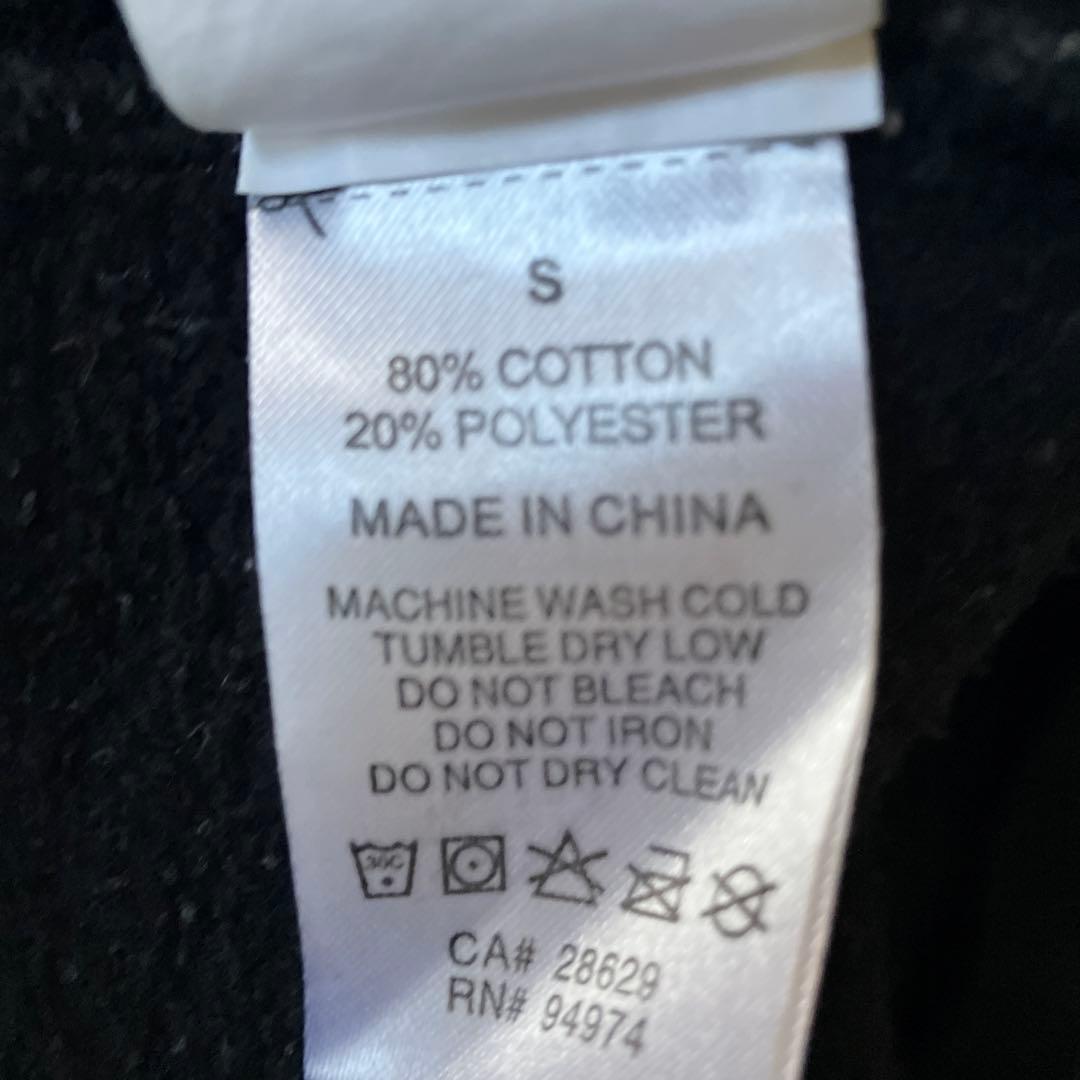 S
80% COTTON
20% POLYESTER
MADE IN CHINA
MACHINE WASH COLD
TUMBLE DRY LOW
DO NOT BLEACH
DO NOT IRON
DO NOT DRY CLEAN
30C
CA# 28629
RN# 94974